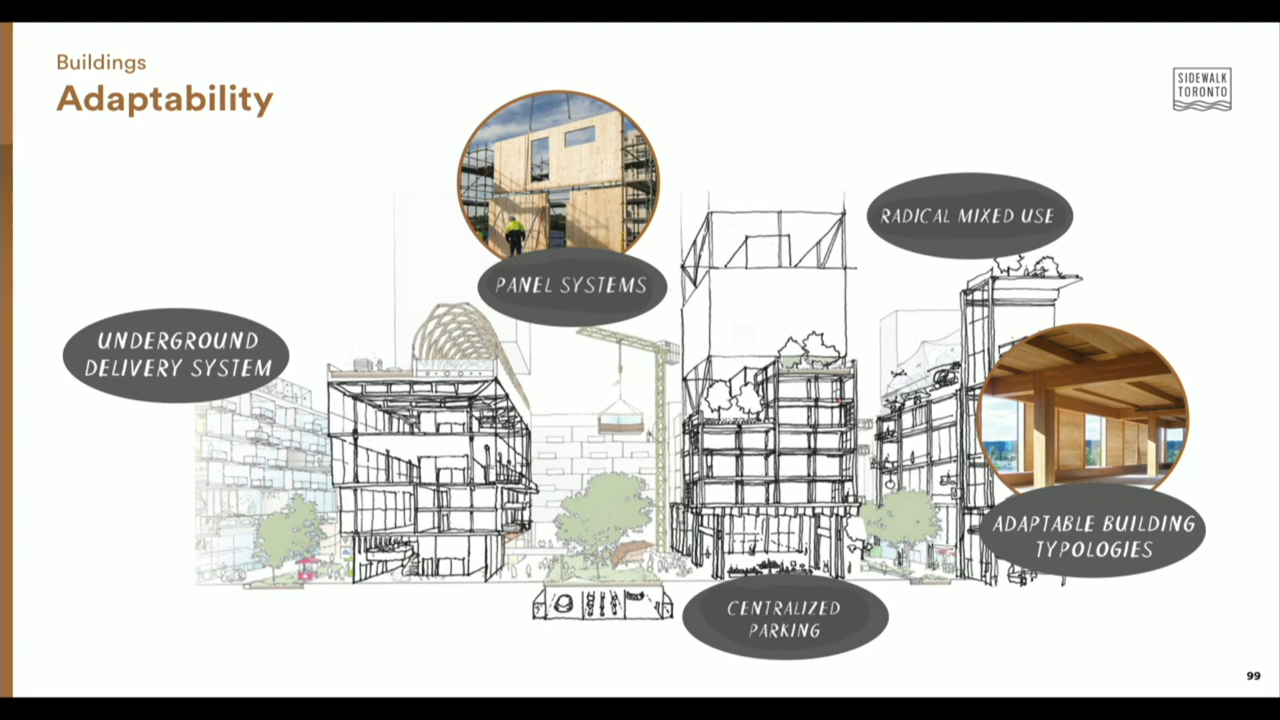 Buildings
Adaptability
SIDEWALK
TORONTO
RADICAL MIXED USE
PANEL SYSTEMS
UNDERGROUND
DELIVERY SYSTEM
ADAPTABLE BUILDING
TYPOLOGIES
CENTRALIZED
PARKING
99